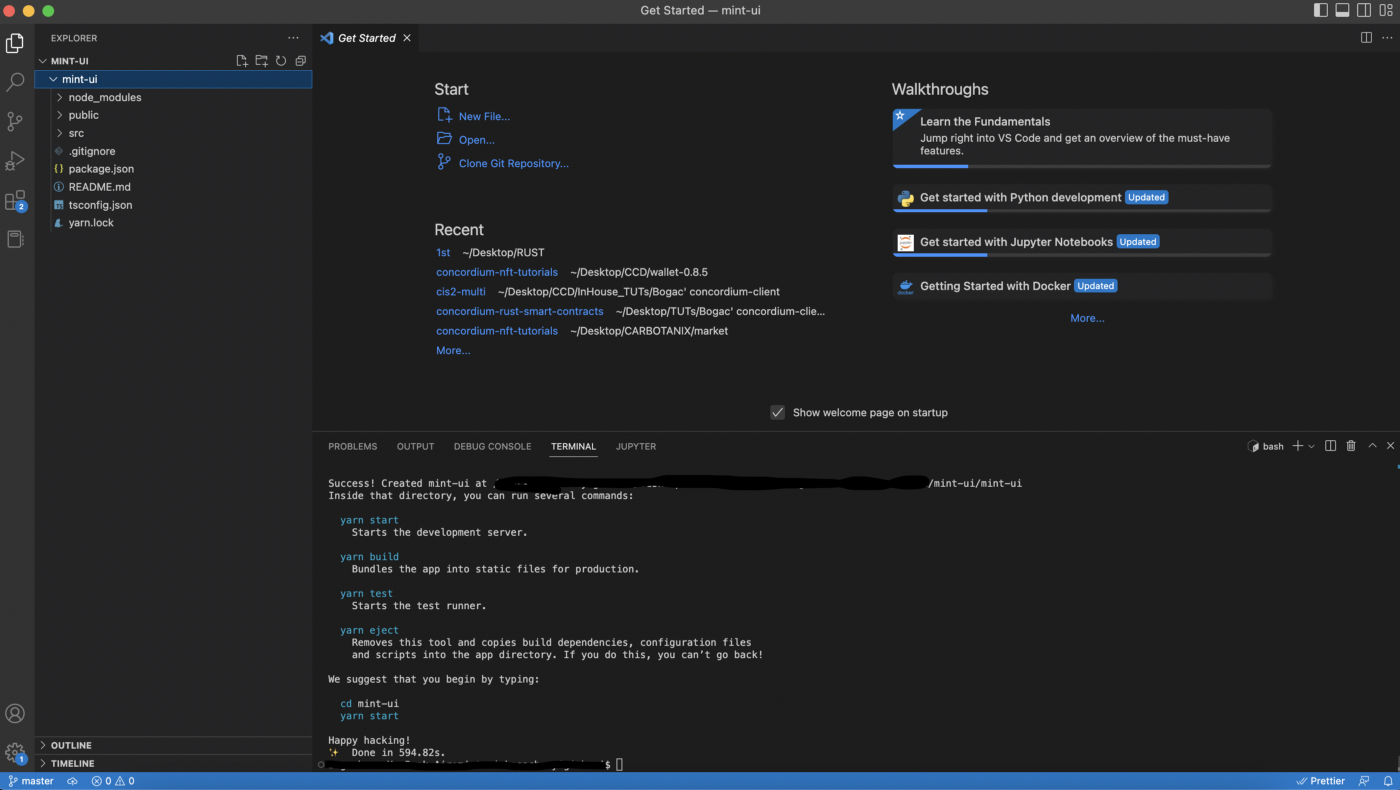 Get Started — mint-ui
EXPLORER
MINT-UI
mint-ui
node_modules
public
src
.gitignore
package.json
README.md
tsconfig.json
yarn.lock
2
1
OUTLINE
TIMELINE
Get Started
Start
New File...
Open...
Clone Git Repository...
Recent
1st ~/Desktop/RUST
concordium-nft-tutorials ~/Desktop/CCD/wallet-0.8.5
cis2-multi ~/Desktop/CCD/InHouse_TUTs/Bogac' concordium-client
concordium-rust-smart-contracts ~/Desktop/TUTs/Bogac' concordium-clie...
concordium-nft-tutorials ~/Desktop/CARBOTANIX/market
More...
Walkthroughs
Learn the Fundamentals
Jump right into VS Code and get an overview of the must-have
features.
Get started with Python development Updated
Get started with Jupyter Notebooks Updated
Getting Started with Docker Updated
More...
Show welcome page on startup
PROBLEMS OUTPUT DEBUG CONSOLE TERMINAL JUPYTER
bash
Success! Created mint-ui at /mint-ui/mint-ui
Inside that directory, you can run several commands:
yarn start
Starts the development server.
yarn build
Bundles the app into static files for production.
yarn test
Starts the test runner.
yarn eject
Removes this tool and copies build dependencies, configuration files
and scripts into the app directory. If you do this, you can’t go back!
We suggest that you begin by typing:
cd mint-ui
yarn start
Happy hacking!
✨ Done in 594.82s.
$
master 0 0 Prettier